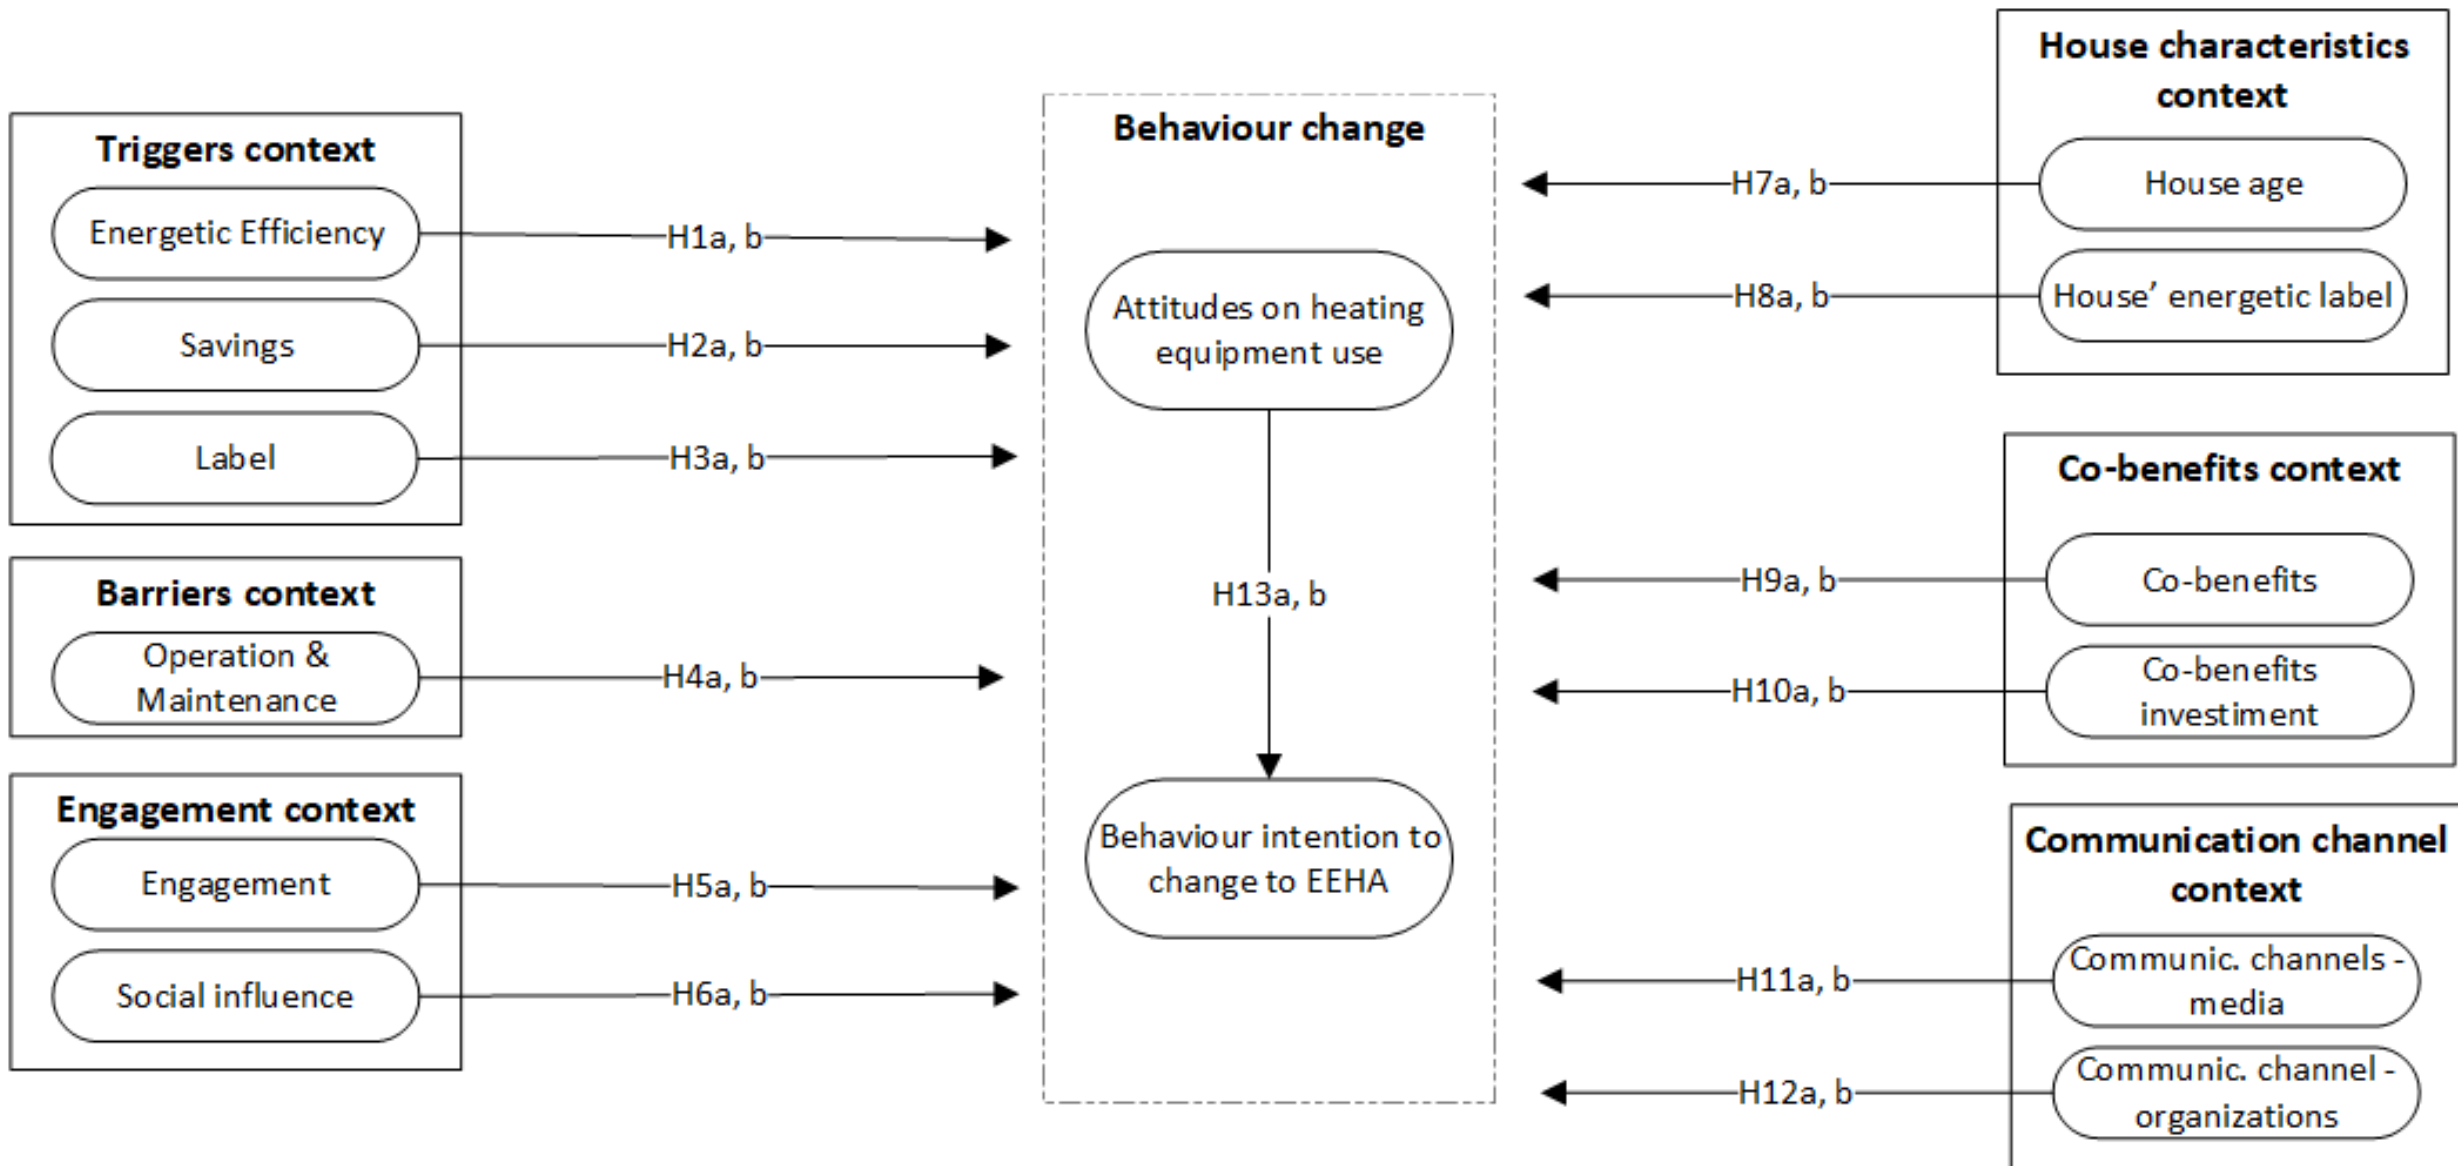 Triggers context
Energetic Efficiency
Savings
Label
H1a, b
H2a, b
H3a, b
Barriers context
Operation &
Maintenance
H4a, b
Engagement context
Engagement
Social influence
H5a, b
H6a, b
Behaviour change
Attitudes on heating
equipment use
H13a, b
Behaviour intention to
change to EEHA
House characteristics
context
House age
House’ energetic label
H7a, b
H8a, b
Co-benefits context
Co-benefits
Co-benefits
investiment
H9a, b
H10a, b
Communication channel
context
Communic. channels -
media
Communic. channel -
organizations
H11a, b
H12a, b